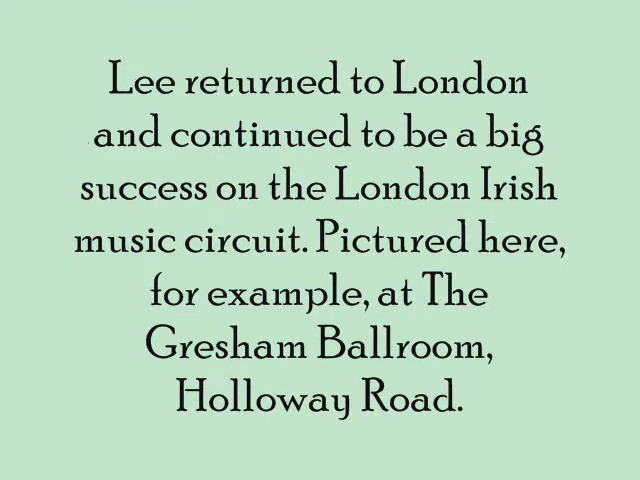 Lee returned to London
and continued to be a big
success on the London Irish
music circuit. Pictured here,
for example, at The
Gresham Ballroom,
Holloway Road.